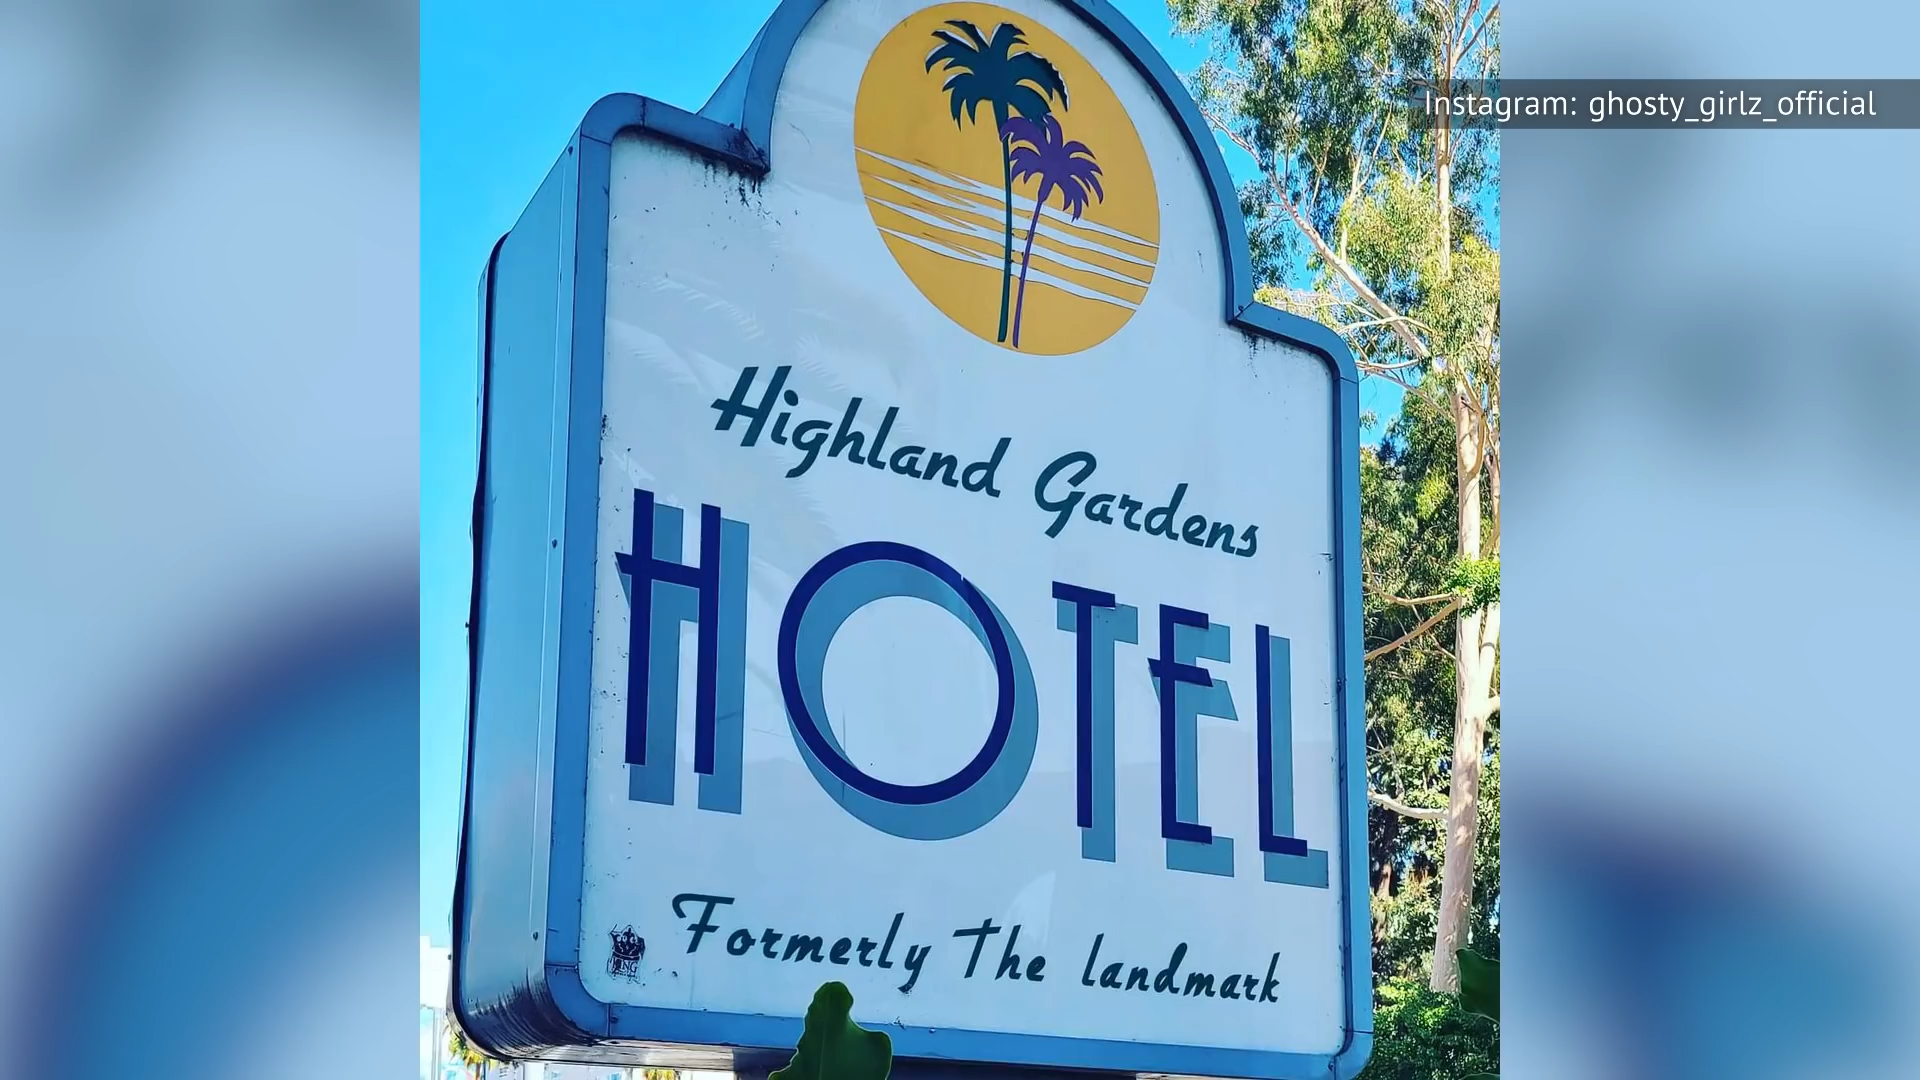 Instagram: ghosty_girlz_official
Highland Gardens
HOTEL
Formerly The landmark